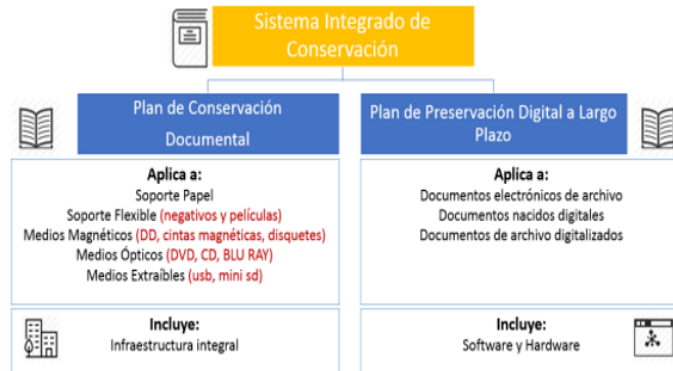 Sistema Integrado de
Conservación
Plan de Conservación
Documental
Aplica a:
Soporte Papel
Soporte Flexible (negativos y películas)
Medios Magnéticos (DD, cintas magnéticas, disquetes)
Medios Ópticos (DVD, CD, BLU RAY)
Medios Extraíbles (usb, mini sd)
Incluye:
Infraestructura integral
Plan de Preservación Digital a Largo
Plazo
Aplica a:
Documentos electrónicos de archivo
Documentos nacidos digitales
Documentos de archivo digitalizados
Incluye:
Software y Hardware